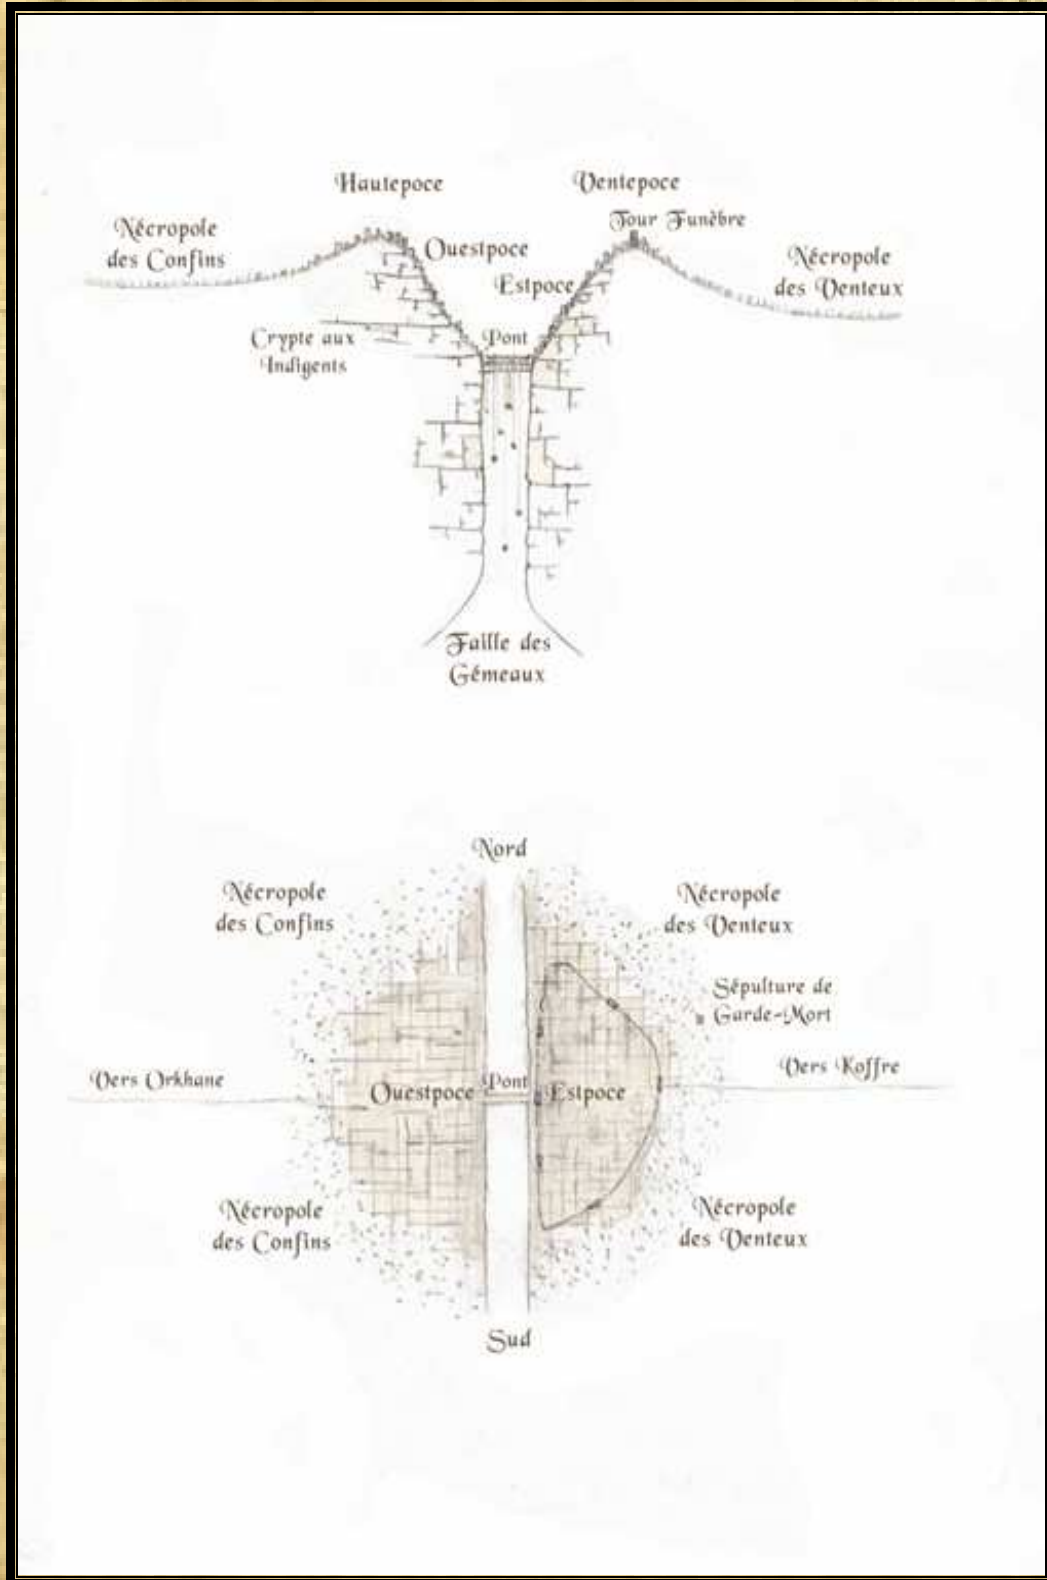 Hautepoce
Ventepoce
Tour Funèbre
Nécropole
des Confins
Ouestpoce
Estpoce
Nécropole
des Venteux
Crypte aux
Indigents
Pont
Faille des
Gémeaux
Nord
Nécropole
des Confins
Nécropole
des Venteux
Sépulture de
Garde-Mort
Vers Orkhane
Vers Koffre
Ouestpoce
Pont
Estpoce
Nécropole
des Confins
Nécropole
des Venteux
Sud